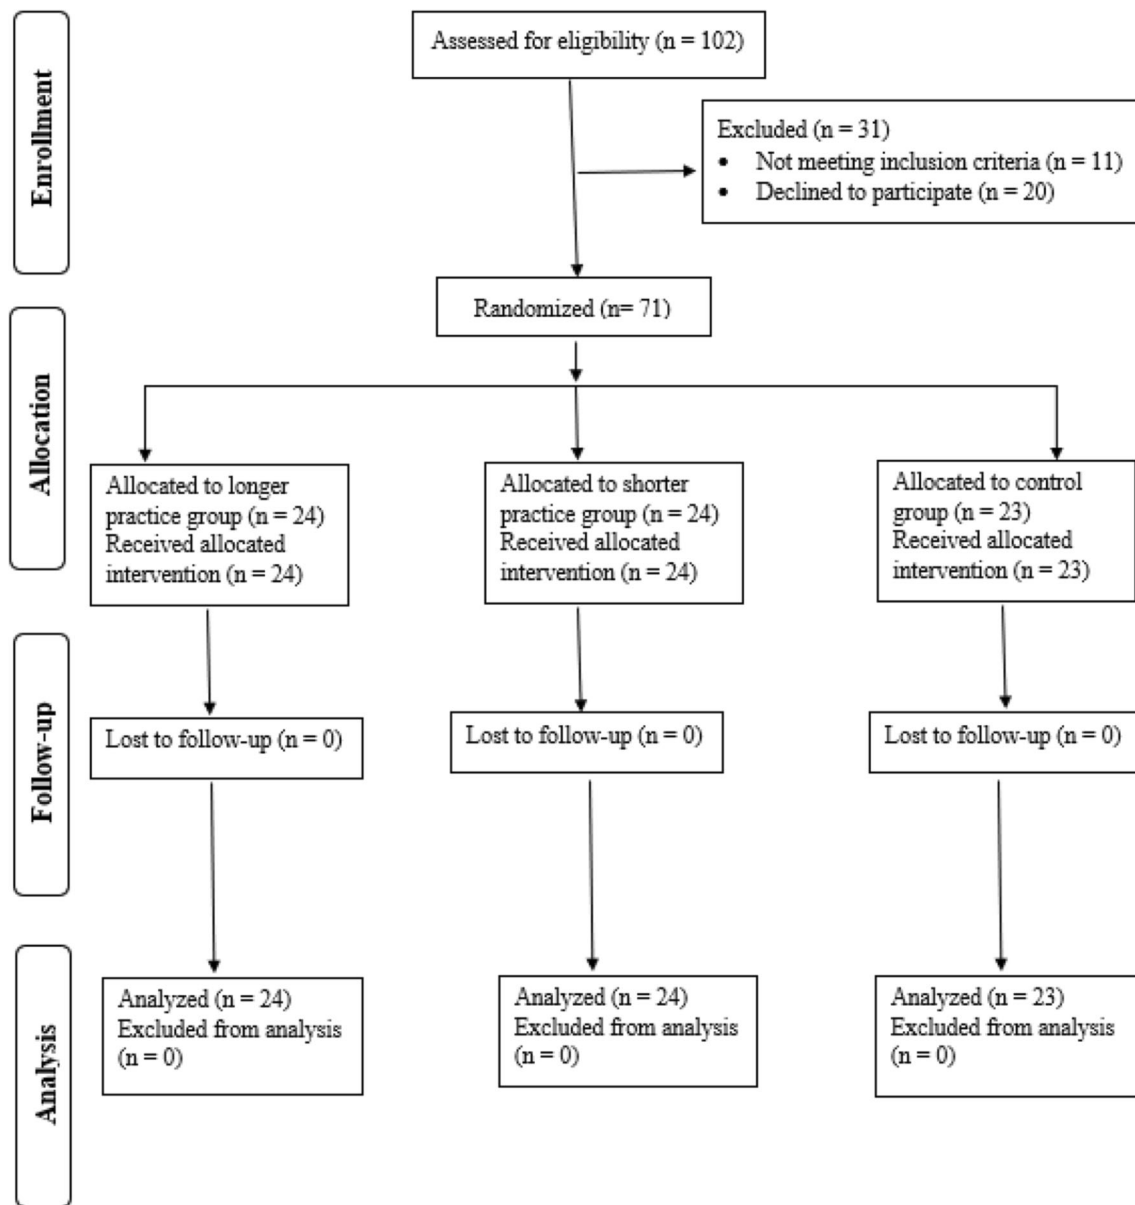 Enrollment
Assessed for eligibility (n = 102)
Excluded (n = 31)
• Not meeting inclusion criteria (n = 11)
• Declined to participate (n = 20)
Randomized (n= 71)
Allocation
Allocated to longer
practice group (n = 24)
Received allocated
intervention (n = 24)
Allocated to shorter
practice group (n = 24)
Received allocated
intervention (n = 24)
Allocated to control
group (n = 23)
Received allocated
intervention (n = 23)
Follow-up
Lost to follow-up (n = 0)
Lost to follow-up (n = 0)
Lost to follow-up (n = 0)
Analysis
Analyzed (n = 24)
Excluded from analysis
(n = 0)
Analyzed (n = 24)
Excluded from analysis
(n = 0)
Analyzed (n = 23)
Excluded from analysis
(n = 0)